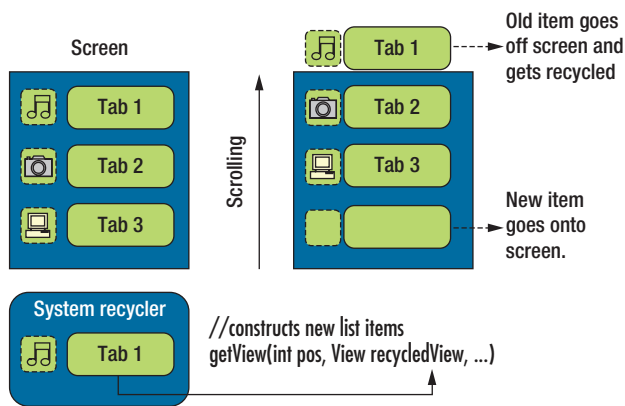 Screen
Tab 1
Tab 2
Tab 3
Scrolling
Tab 1
Tab 2
Tab 3
Old item goes
off screen and
gets recycled
New item
goes onto
screen.
System recycler
Tab 1
//constructs new list items
getView(int pos, View recycledView, ...)